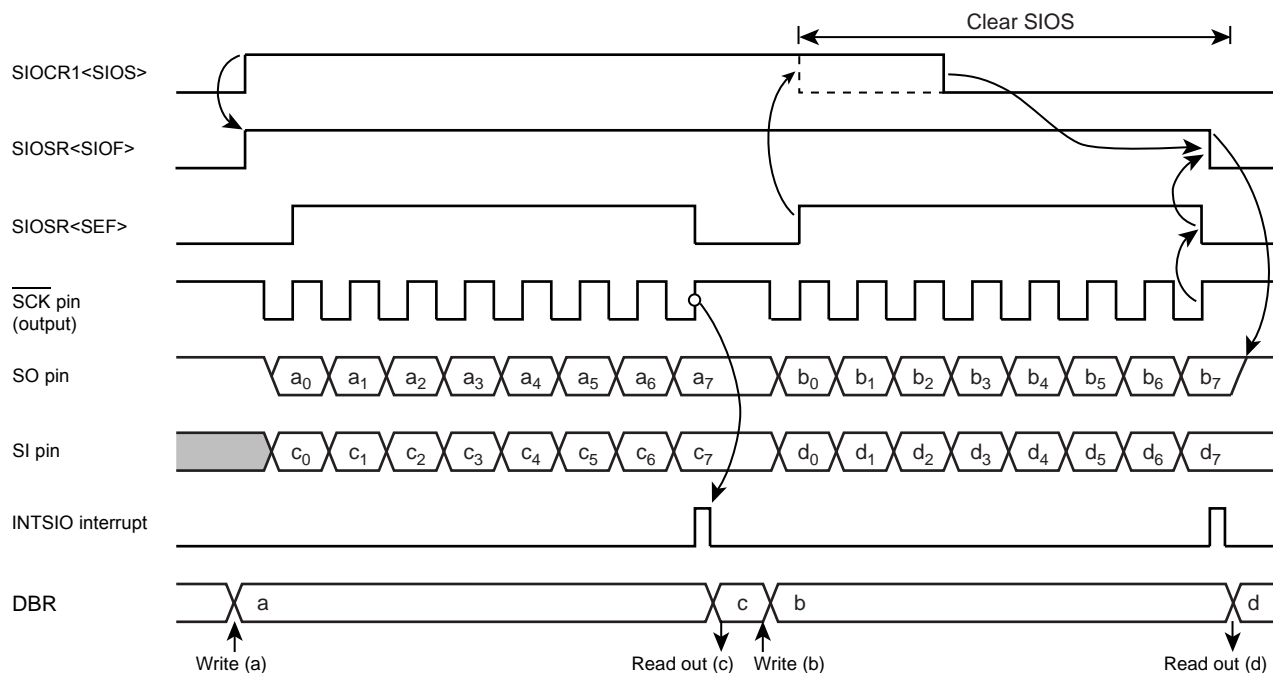 Clear SIOS
SIOCR1<SIOS>
SIOSR<SIOF>
SIOSR<SEF>
SCK pin
(output)
SO pin
a0 a1 a2 a3 a4 a5 a6 a7 b0 b1 b2 b3 b4 b5 b6 b7
SI pin
c0 c1 c2 c3 c4 c5 c6 c7 d0 d1 d2 d3 d4 d5 d6 d7
INTSIO interrupt
DBR
a c b d
Write (a) Read out (c) Write (b) Read out (d)